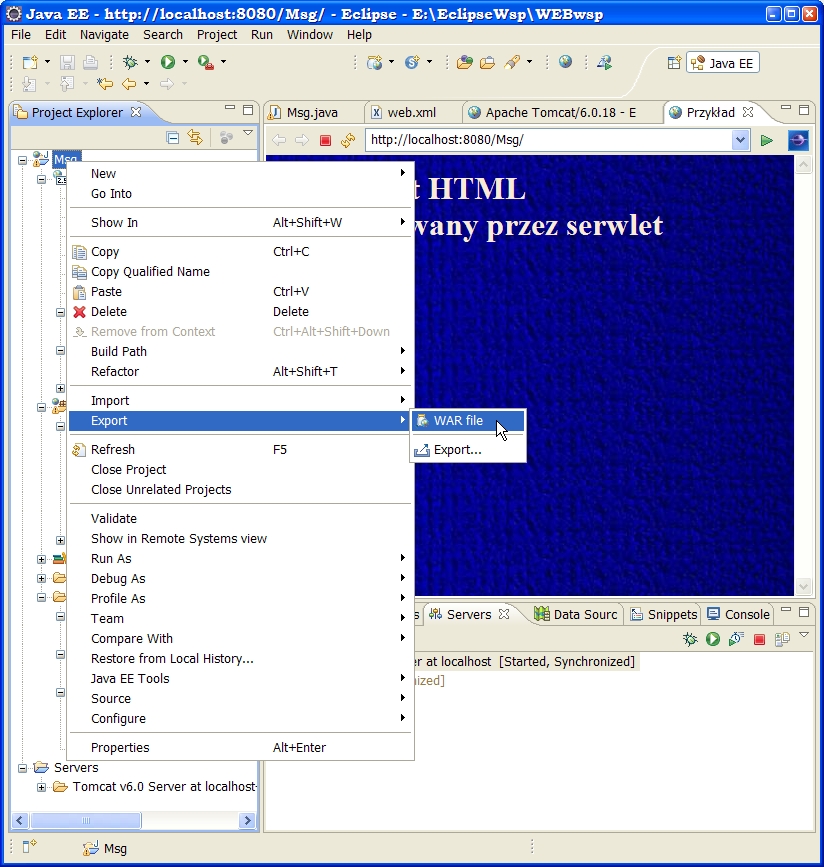 Java EE - http://localhost:8080/Msg/ - Eclipse - E:\EclipseWsp\WEBwsp
File Edit Navigate Search Project Run Window Help
Java EE
Project Explorer
Msg.java web.xml Apache Tomcat/6.0.18 - E Przykład
http://localhost:8080/Msg/
Msg
HTML
przez serwlet
New
Go Into
Show In Alt+Shift+W
Copy Ctrl+C
Copy Qualified Name
Paste Ctrl+V
Delete Delete
Remove from Context Ctrl+Alt+Shift+Down
Build Path
Refactor Alt+Shift+T
Import
Export
WAR file
Export...
Refresh F5
Close Project
Close Unrelated Projects
Validate
Show in Remote Systems view
Run As
Debug As
Profile As
Team
Compare With
Restore from Local History...
Java EE Tools
Source
Configure
Properties Alt+Enter
Servers Data Sourc Snippets Console
at localhost [Started, Synchronized]
Servers
Tomcat v6.0 Server at localhost-
Msg